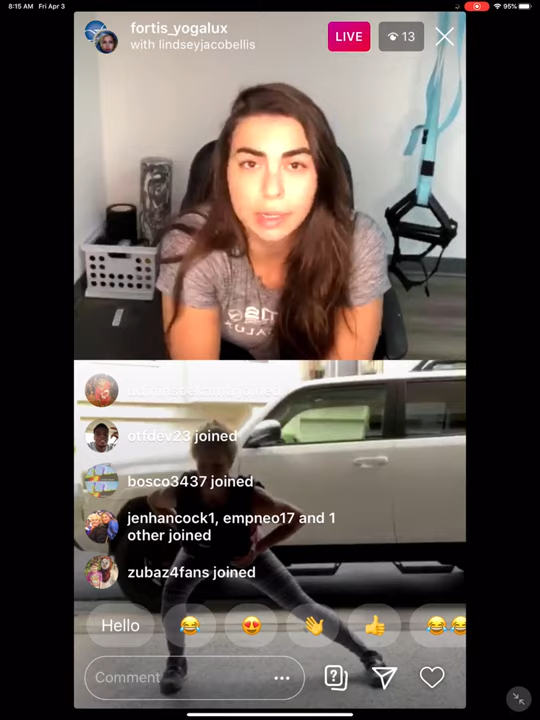 8:15 AM Fri Apr 3
95%
fortis_yogalux
with lindseyjacobellis
LIVE
13
joined
otfdev23 joined
bosco3437 joined
jenhancock1, empneo17 and 1
other joined
zubaz4fans joined
Hello
Comment